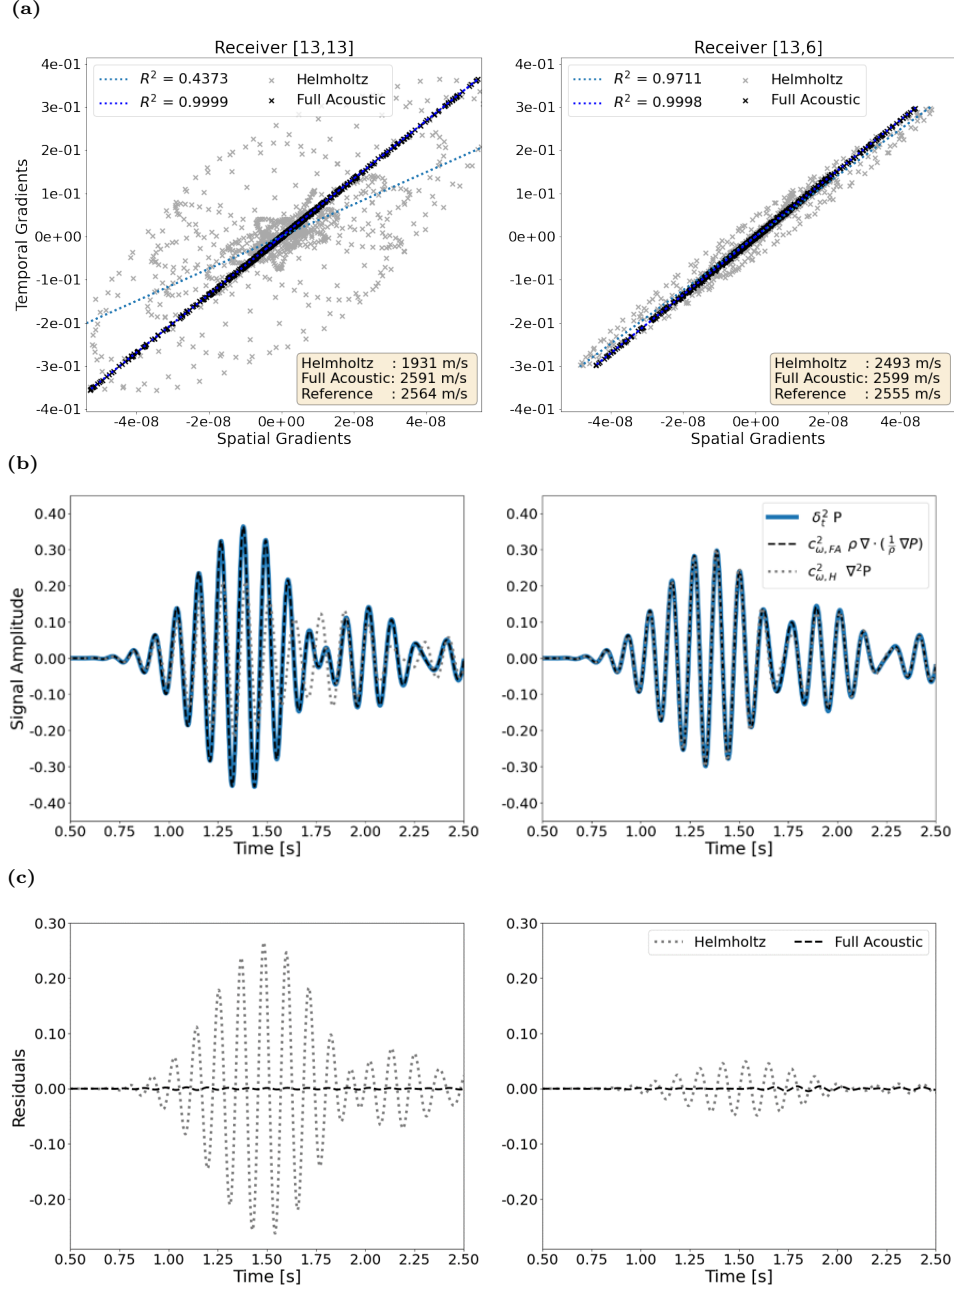 (a)
Receiver [13,13]
Receiver [13,6]
4e-01
3e-01
2e-01
1e-01
0e+00
-1e-01
-2e-01
-3e-01
-4e-01
Temporal Gradients
R² = 0.4373
R² = 0.9999
Helmholtz
Full Acoustic
Helmholtz : 1931 m/s
Full Acoustic: 2591 m/s
Reference : 2564 m/s
-4e-08 -2e-08 0e+00 2e-08 4e-08
Spatial Gradients
4e-01
3e-01
2e-01
1e-01
0e+00
-1e-01
-2e-01
-3e-01
-4e-01
R² = 0.9711
R² = 0.9998
Helmholtz
Full Acoustic
Helmholtz : 2493 m/s
Full Acoustic: 2599 m/s
Reference : 2555 m/s
-4e-08 -2e-08 0e+00 2e-08 4e-08
Spatial Gradients
(b)
0.40
0.30
0.20
0.10
0.00
-0.10
-0.20
-0.30
-0.40
Signal Amplitude
0.50 0.75 1.00 1.25 1.50 1.75 2.00 2.25 2.50
Time [s]
0.40
0.30
0.20
0.10
0.00
-0.10
-0.20
-0.30
-0.40
δ²ₜ P
c²_{ω,FA} ρ ∇ · (1/ρ ∇P)
c²_{ω,H} ∇²P
0.50 0.75 1.00 1.25 1.50 1.75 2.00 2.25 2.50
Time [s]
(c)
0.30
0.20
0.10
0.00
-0.10
-0.20
Residuals
0.50 0.75 1.00 1.25 1.50 1.75 2.00 2.25 2.50
Time [s]
0.30
0.20
0.10
0.00
-0.10
-0.20
Helmholtz Full Acoustic
0.50 0.75 1.00 1.25 1.50 1.75 2.00 2.25 2.50
Time [s]